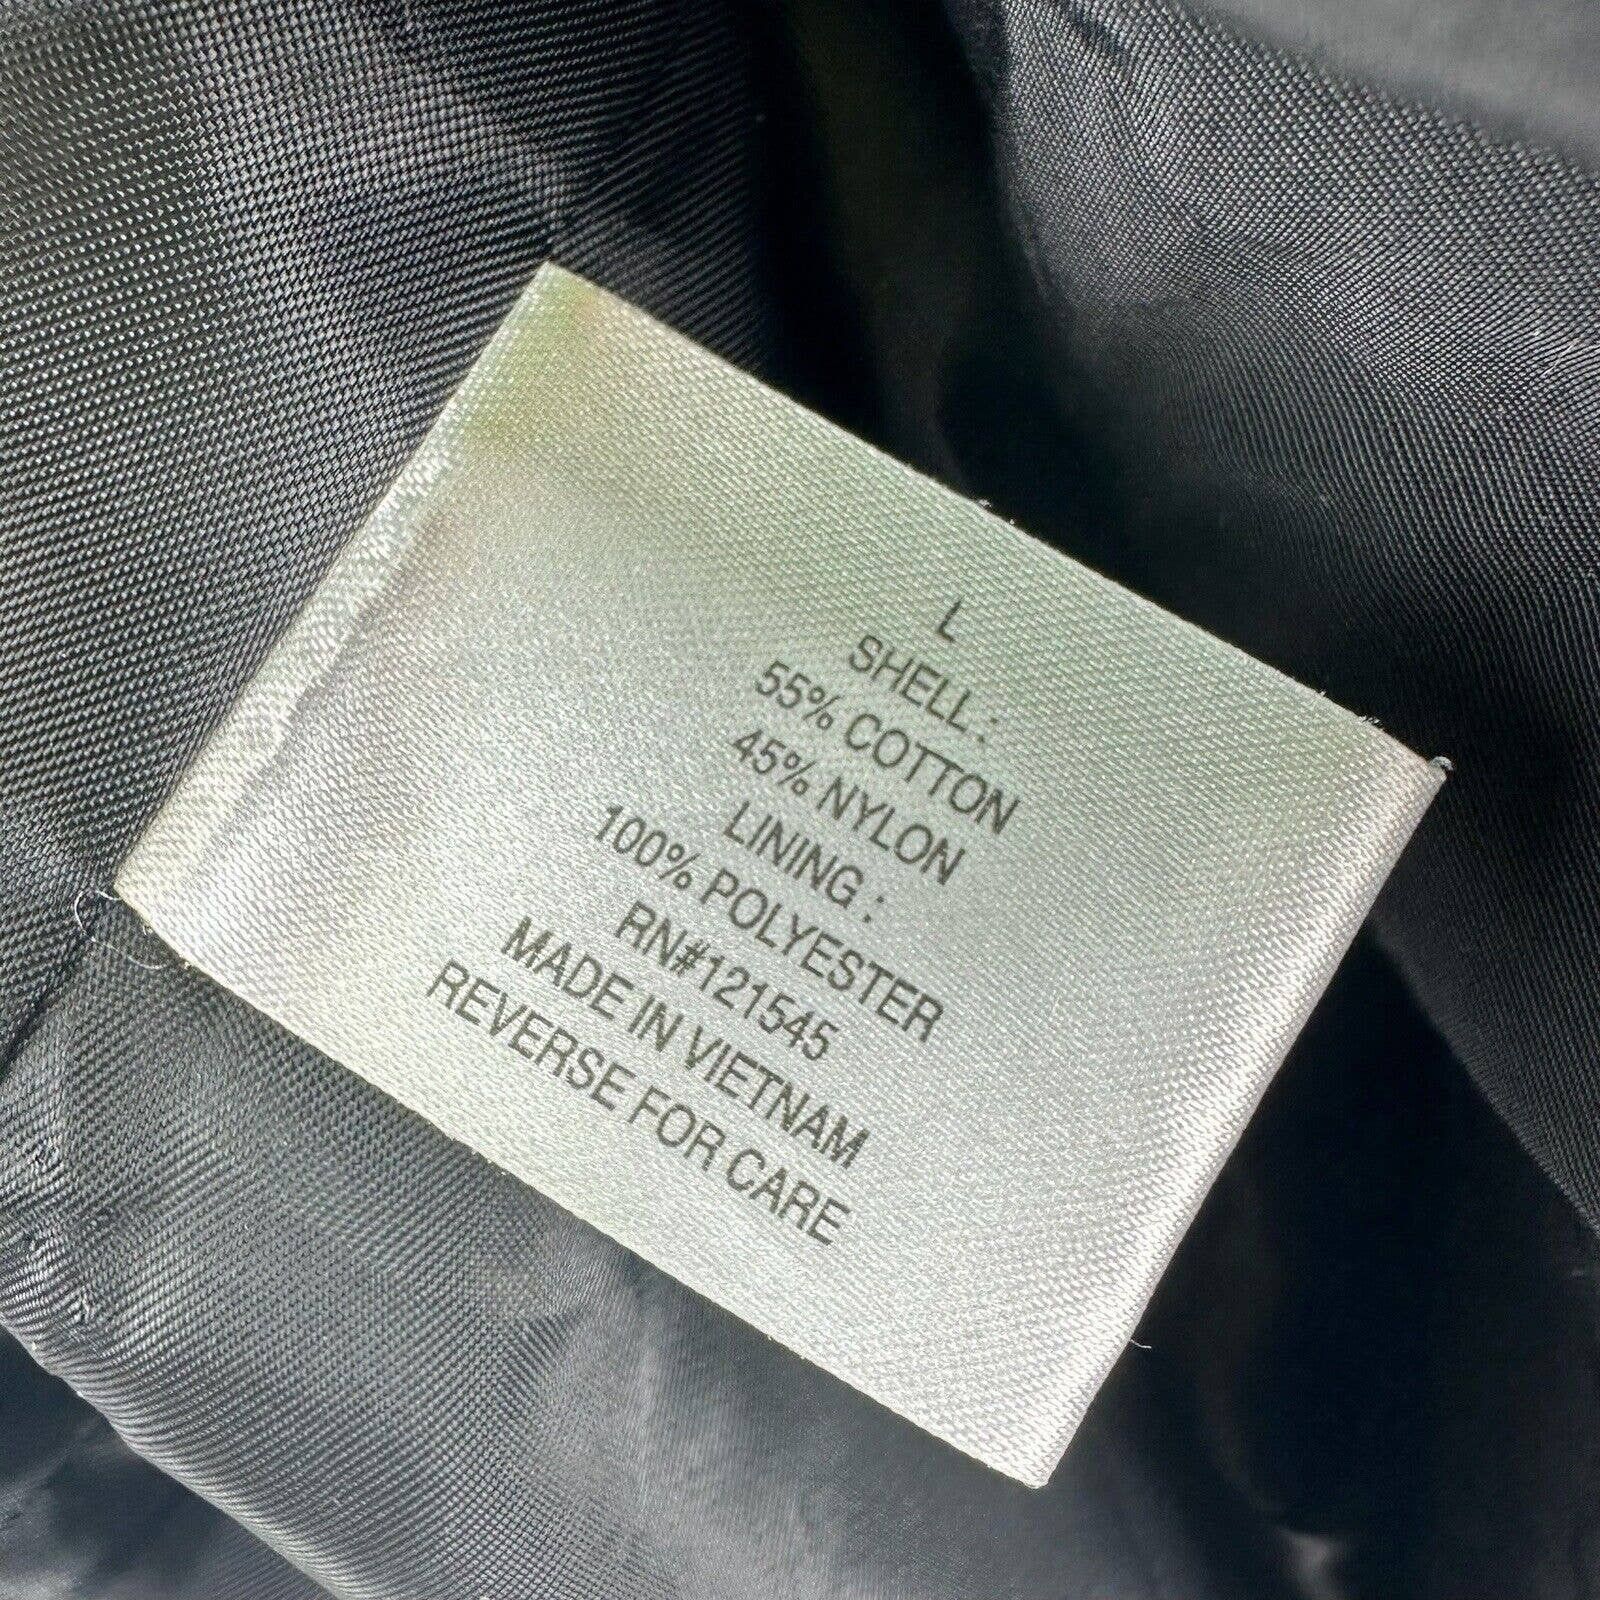 L
SHELL :
55% COTTON
45% NYLON
LINING :
100% POLYESTER
RN#121545
MADE IN VIETNAM
REVERSE FOR CARE